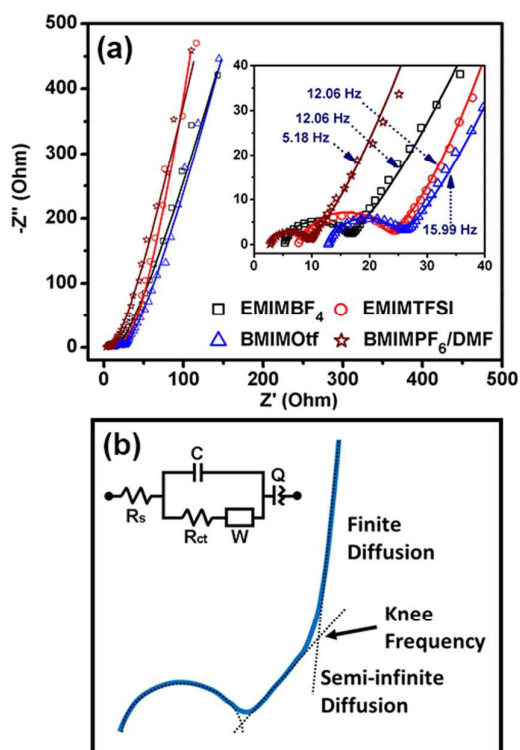 (a)
-Z" (Ohm)
500
400
300
200
100
0
0 100 200 300 400 500
Z' (Ohm)
40
30
20
10
0
0 10 20 30 40
12.06 Hz
12.06 Hz
5.18 Hz
15.99 Hz
EMIMBF₄ EMIMTFSI
BMIMOtf BMIMPF₆/DMF
(b)
C
Q
Rs
Rct W
Finite
Diffusion
Knee
Frequency
Semi-infinite
Diffusion